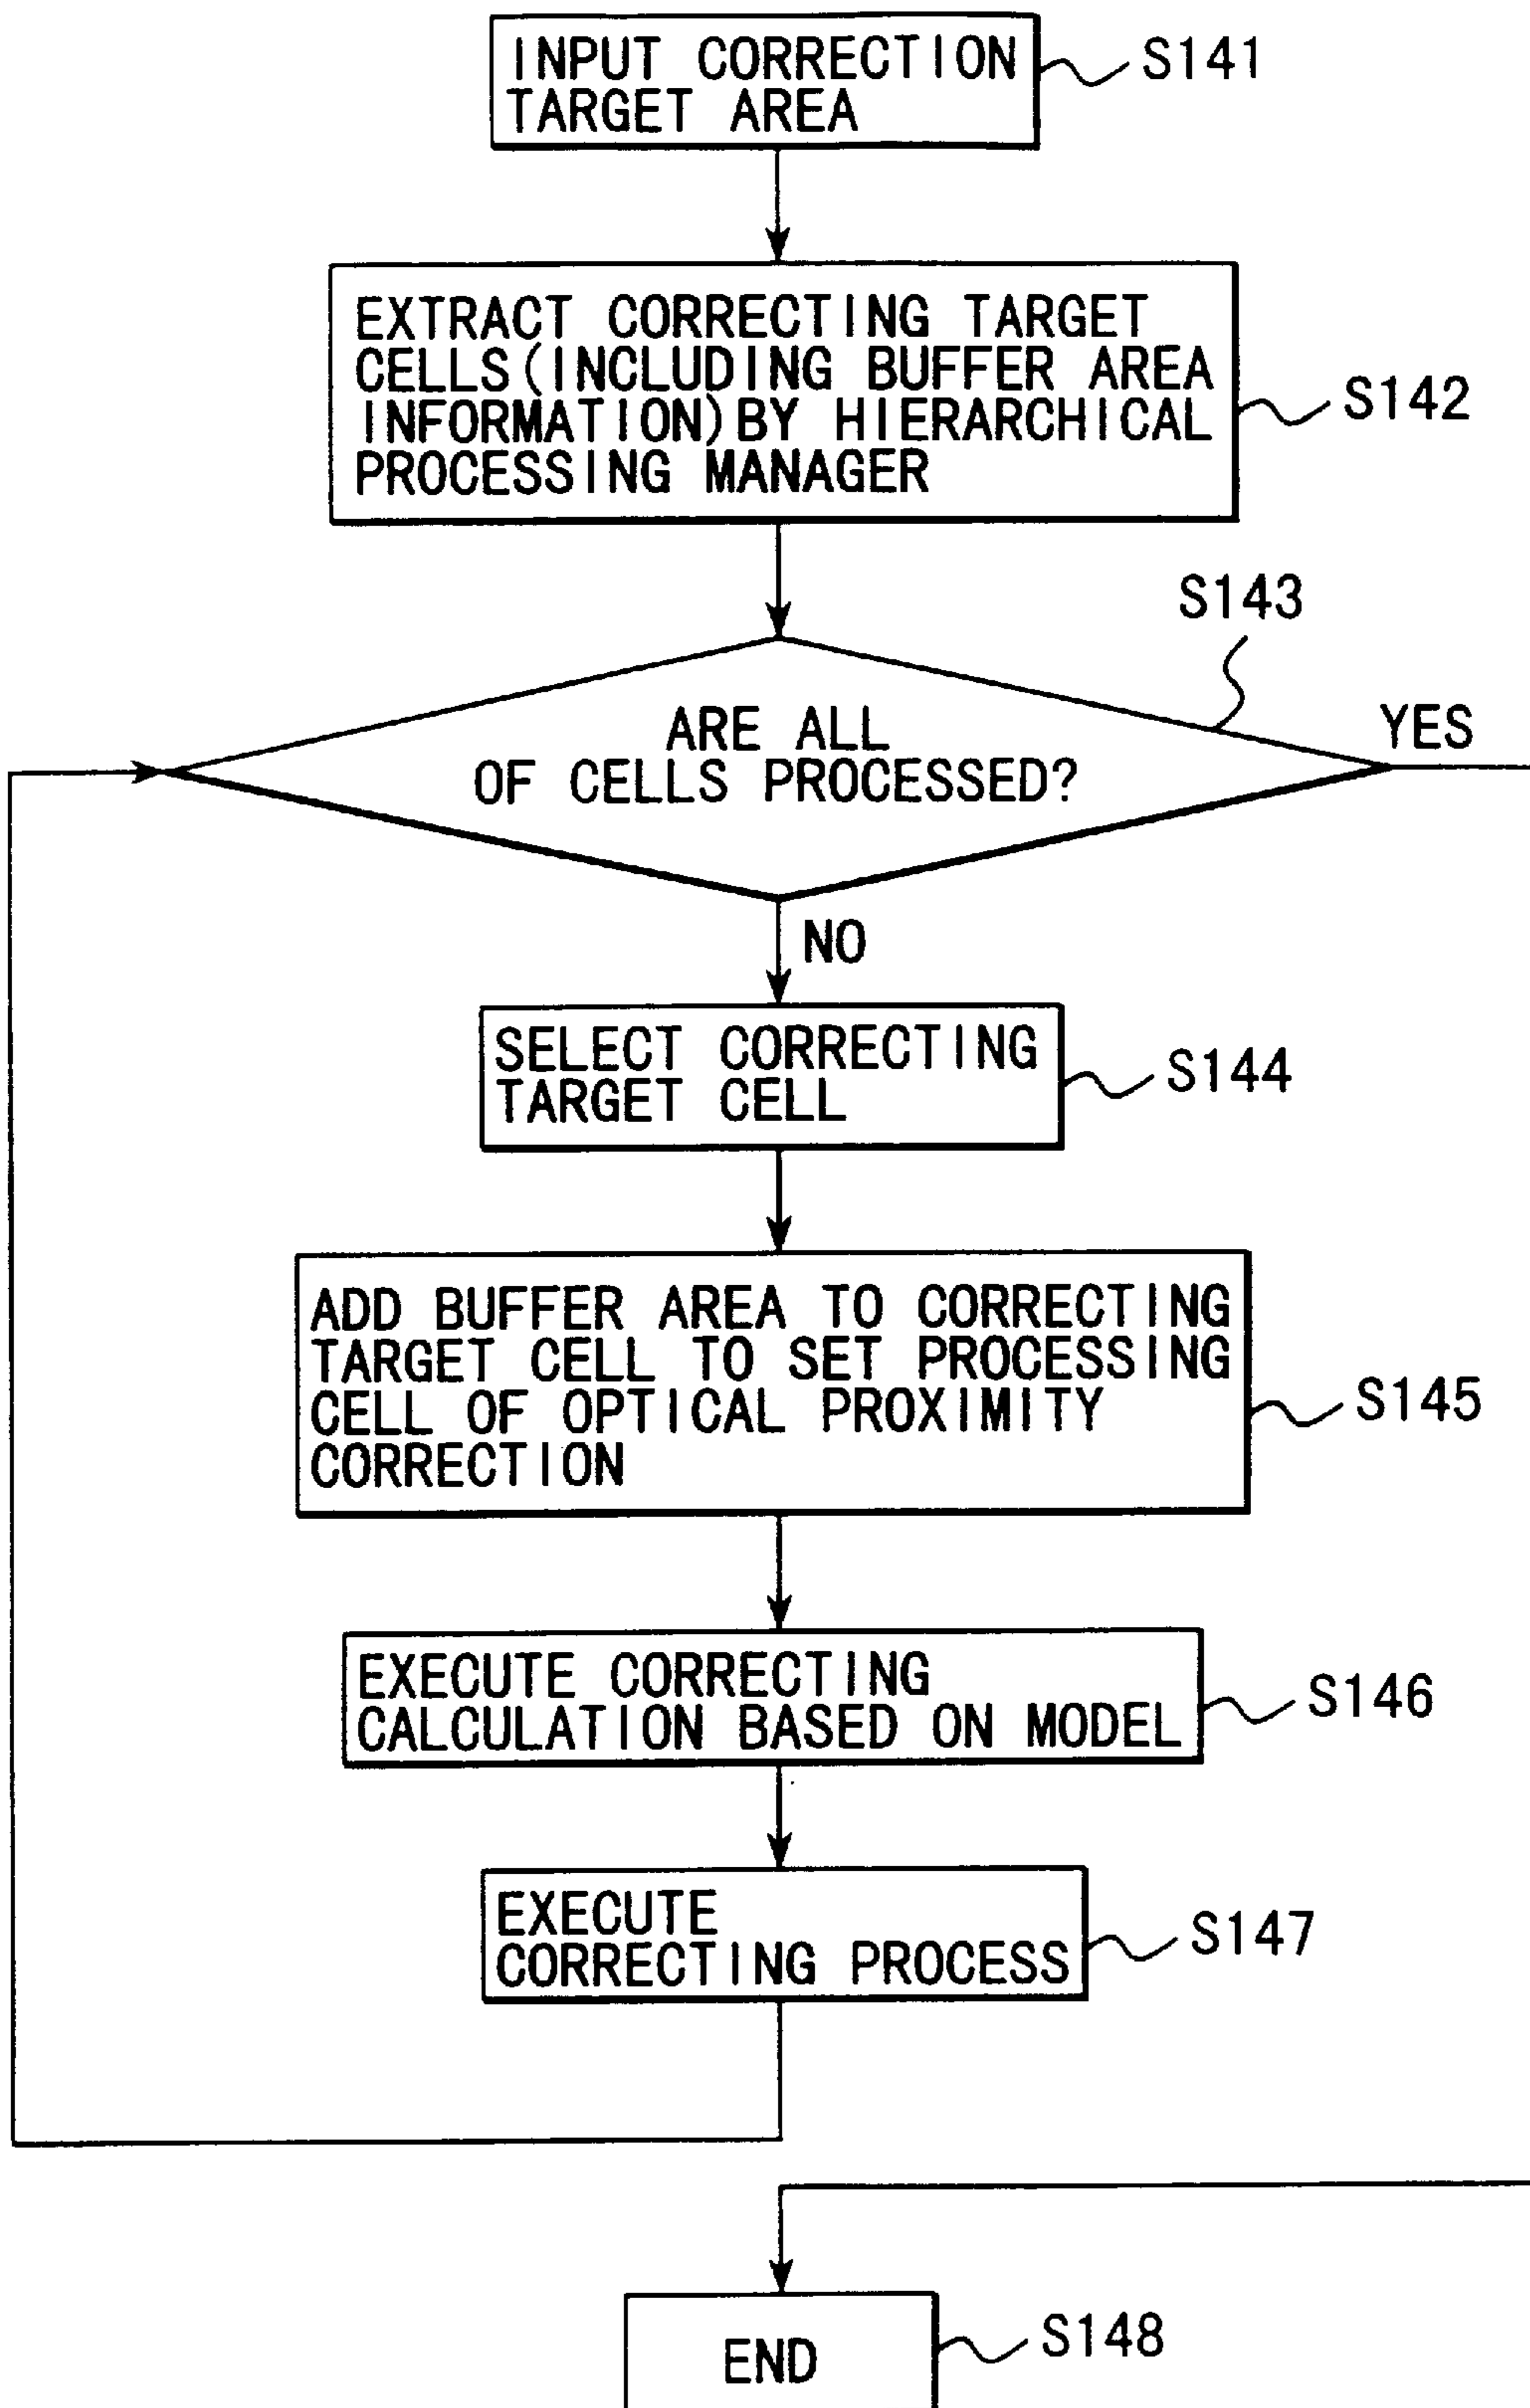 INPUT CORRECTION
TARGET AREA
S141
EXTRACT CORRECTING TARGET
CELLS(INCLUDING BUFFER AREA
INFORMATION)BY HIERARCHICAL
PROCESSING MANAGER
S142
S143
ARE ALL
OF CELLS PROCESSED?
YES
NO
SELECT CORRECTING
TARGET CELL
S144
ADD BUFFER AREA TO CORRECTING
TARGET CELL TO SET PROCESSING
CELL OF OPTICAL PROXIMITY
CORRECTION
S145
EXECUTE CORRECTING
CALCULATION BASED ON MODEL
S146
EXECUTE
CORRECTING PROCESS
S147
END
S148